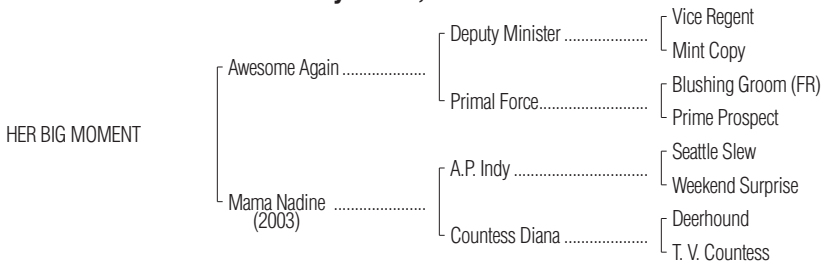 Vice Regent
Deputy Minister ....................
Mint Copy
Awesome Again ....................
Blushing Groom (FR)
Primal Force..........................
Prime Prospect
HER BIG MOMENT
Seattle Slew
A.P. Indy ................................
Weekend Surprise
Mama Nadine ......................
(2003)
Deerhound
Countess Diana ....................
T. V. Countess